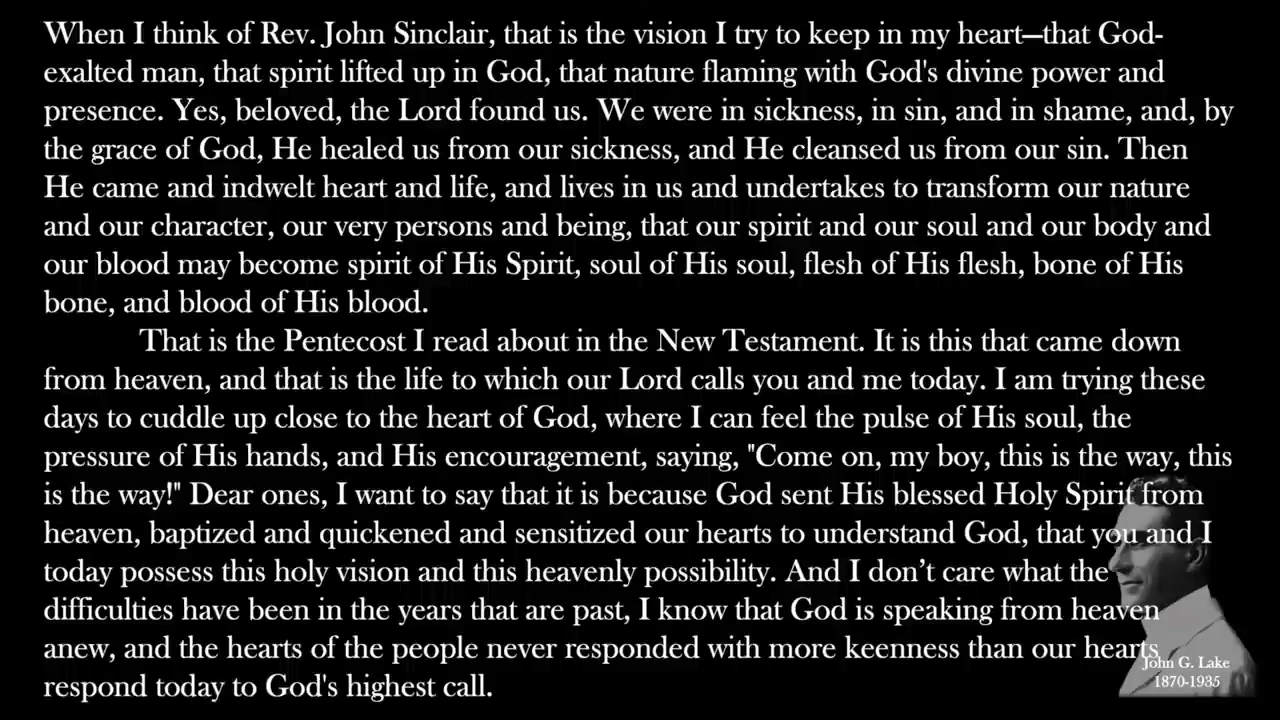 When I think of Rev. John Sinclair, that is the vision I try to keep in my heart—that God-
exalted man, that spirit lifted up in God, that nature flaming with God's divine power and
presence. Yes, beloved, the Lord found us. We were in sickness, in sin, and in shame, and, by
the grace of God, He healed us from our sickness, and He cleansed us from our sin. Then
He came and indwelt heart and life, and lives in us and undertakes to transform our nature
and our character, our very persons and being, that our spirit and our soul and our body and
our blood may become spirit of His Spirit, soul of His soul, flesh of His flesh, bone of His
bone, and blood of His blood.
That is the Pentecost I read about in the New Testament. It is this that came down
from heaven, and that is the life to which our Lord calls you and me today. I am trying these
days to cuddle up close to the heart of God, where I can feel the pulse of His soul, the
pressure of His hands, and His encouragement, saying, "Come on, my boy, this is the way, this
is the way!" Dear ones, I want to say that it is because God sent His blessed Holy Spirit from
heaven, baptized and quickened and sensitized our hearts to understand God, that you and I
today possess this holy vision and this heavenly possibility. And I don’t care what the
difficulties have been in the years that are past, I know that God is speaking from heaven
anew, and the hearts of the people never responded with more keenness than our hearts
respond today to God's highest call.
John G. Lake
1870-1935